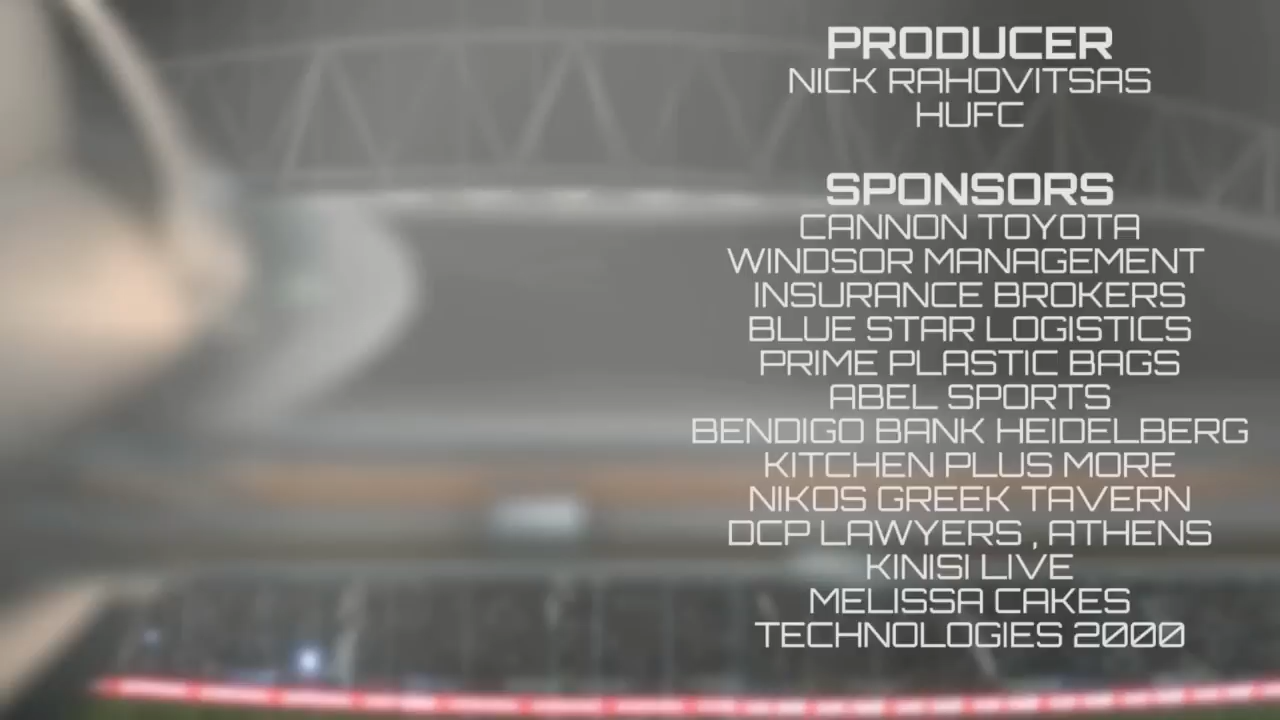 PRODUCER
NICK RAHOVITSAS
HUFC
SPONSORS
CANNON TOYOTA
WINDSOR MANAGEMENT
INSURANCE BROKERS
BLUE STAR LOGISTICS
PRIME PLASTIC BAGS
ABEL SPORTS
BENDIGO BANK HEIDELBERG
KITCHEN PLUS MORE
NIKOS GREEK TAVERN
DCP LAWYERS , ATHENS
KINISI LIVE
MELISSA CAKES
TECHNOLOGIES 2000